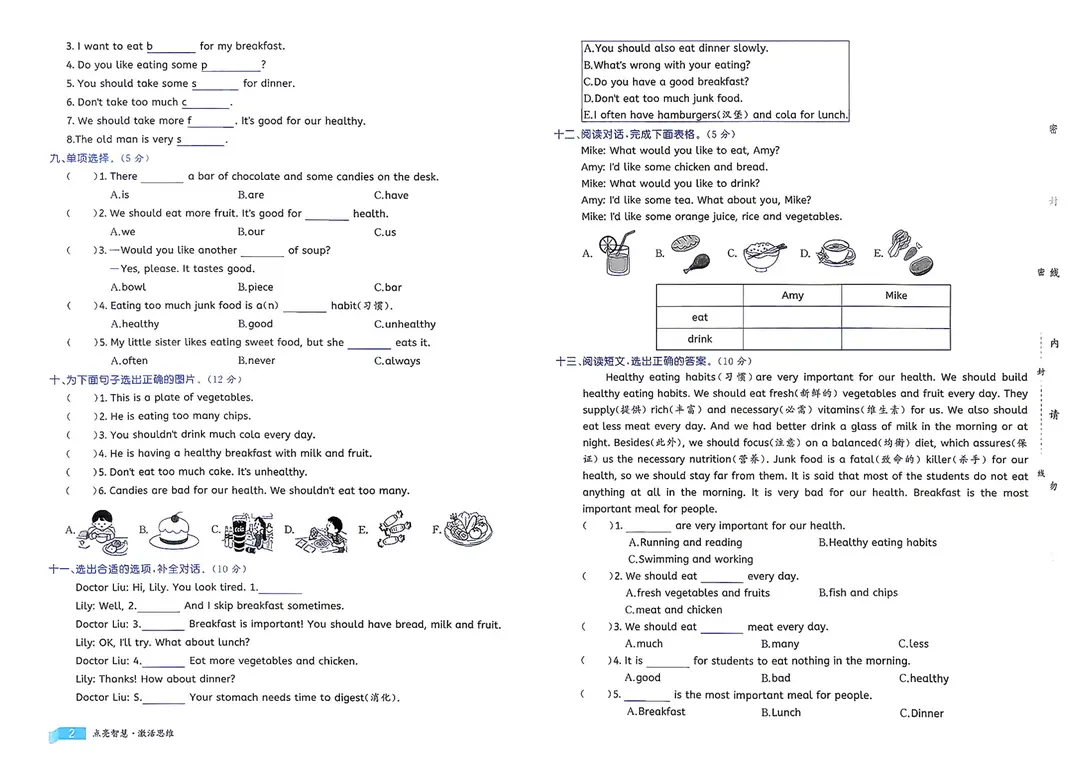 3. I want to eat b________ for my breakfast.
4. Do you like eating some p__________?
5. You should take some s________ for dinner.
6. Don't take too much c________.
7. We should take more f________. It's good for our healthy.
8.The old man is very s________.
九、单项选择。(5 分)
( )1. There ________ a bar of chocolate and some candies on the desk.
A.is B.are C.have
( )2. We should eat more fruit. It's good for ________ health.
A.we B.our C.us
( )3. —Would you like another ________ of soup?
—Yes, please. It tastes good.
A.bowl B.piece C.bar
( )4. Eating too much junk food is a(n) ________ habit(习惯).
A.healthy B.good C.unhealthy
( )5. My little sister likes eating sweet food, but she ________ eats it.
A.often B.never C.always
十、为下面句子选出正确的图片。(12 分)
( )1. This is a plate of vegetables.
( )2. He is eating too many chips.
( )3. You shouldn't drink much cola every day.
( )4. He is having a healthy breakfast with milk and fruit.
( )5. Don't eat too much cake. It's unhealthy.
( )6. Candies are bad for our health. We shouldn't eat too many.
A. B. C. D. E. F.
十一、选出合适的选项,补全对话。(10 分)
Doctor Liu: Hi, Lily. You look tired. 1.________
Lily: Well, 2.________ And I skip breakfast sometimes.
Doctor Liu: 3.________ Breakfast is important! You should have bread, milk and fruit.
Lily: OK, I'll try. What about lunch?
Doctor Liu: 4.________ Eat more vegetables and chicken.
Lily: Thanks! How about dinner?
Doctor Liu: 5.________ Your stomach needs time to digest(消化).
2 点亮智慧·激活思维
A.You should also eat dinner slowly.
B.What's wrong with your eating?
C.Do you have a good breakfast?
D.Don't eat too much junk food.
E.I often have hamburgers(汉堡) and cola for lunch.
十二、阅读对话,完成下面表格。(5 分)
Mike: What would you like to eat, Amy?
Amy: I'd like some chicken and bread.
Mike: What would you like to drink?
Amy: I'd like some tea. What about you, Mike?
Mike: I'd like some orange juice, rice and vegetables.
A. B. C. D. E.
Amy Mike
eat
drink
十三、阅读短文,选出正确的答案。(10 分)
Healthy eating habits(习惯)are very important for our health. We should build
healthy eating habits. We should eat fresh(新鲜的) vegetables and fruit every day. They
supply(提供) rich(丰富) and necessary(必需) vitamins(维生素) for us. We also should
eat less meat every day. And we had better drink a glass of milk in the morning or at
night. Besides(此外), we should focus(注意) on a balanced(均衡) diet, which assures(保
证) us the necessary nutrition(营养). Junk food is a fatal(致命的) killer(杀手) for our
health, so we should stay far from them. It is said that most of the students do not eat
anything at all in the morning. It is very bad for our health. Breakfast is the most
important meal for people.
( )1. ________ are very important for our health.
A.Running and reading B.Healthy eating habits
C.Swimming and working
( )2. We should eat ________ every day.
A.fresh vegetables and fruits B.fish and chips
C.meat and chicken
( )3. We should eat ________ meat every day.
A.much B.many C.less
( )4. It is ________ for students to eat nothing in the morning.
A.good B.bad C.healthy
( )5. ________ is the most important meal for people.
A.Breakfast B.Lunch C.Dinner
密
封
密 线
内
封
请
线
勿